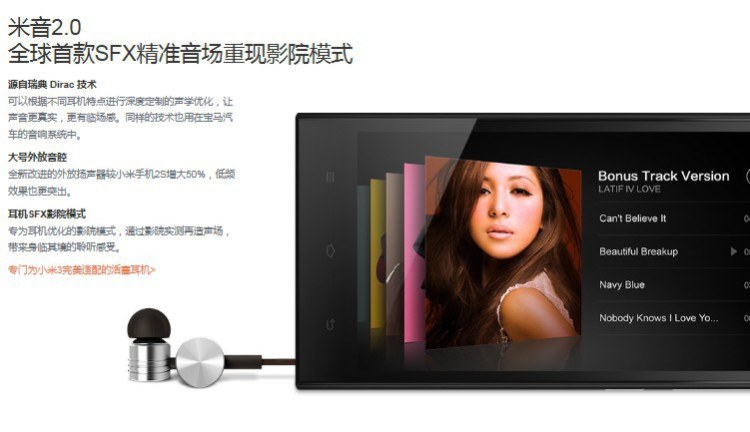 米音2.0
全球首款SFX精准音场重现影院模式
源自瑞典 Dirac 技术
可以根据不同耳机特点进行深度定制的声学优化，让
声音更真实，更有临场感。同样的技术也用在宝马汽
车的音响系统中。
大号外放音腔
全新改进的外放扬声器较小米手机2S增大50%，低频
效果也更突出。
耳机SFX影院模式
专为耳机优化的影院模式，通过影院实测再造声场，
带来身临其境的聆听感受。
专门为小米3完美适配的活塞耳机>
Bonus Track Version
LATIF IV LOVE
Can't Believe It
Beautiful Breakup
Navy Blue
Nobody Knows I Love Yo...